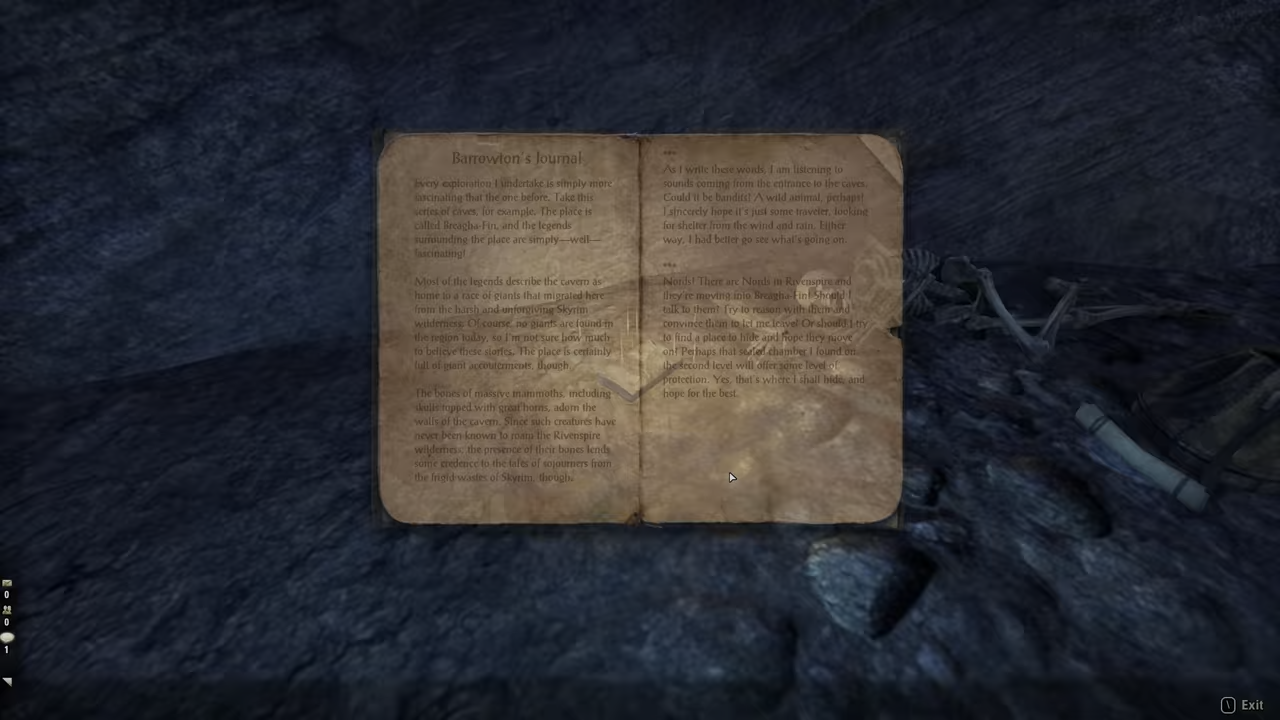 Barrowton's Journal
Every exploration I undertake is simply more
fascinating that the one before. Take this
series of caves, for example. The place is
called Breagha-Fin, and the legends
surrounding the place are simply—well—
fascinating!
Most of the legends describe the cavern as
home to a race of giants that migrated here
from the harsh and unforgiving Skyrim
wilderness. Of course, no giants are found in
the region today, so I'm not sure how much
to believe these stories. The place is certainly
full of giant accouterments, though.
The bones of massive mammoths, including
skulls topped with great horns, adorn the
walls of the cavern. Since such creatures have
never been known to roam the Rivenspire
wilderness, the presence of their bones lends
some credence to the tales of sojourners from
the frigid wastes of Skyrim, though.
***
As I write these words, I am listening to
sounds coming from the entrance to the caves.
Could it be bandits? A wild animal, perhaps?
I sincerely hope it's just some traveler, looking
for shelter from the wind and rain. Either
way, I had better go see what's going on.
***
Nords! There are Nords in Rivenspire and
they're moving into Breagha-Fin! Should I
talk to them? Try to reason with them and
convince them to let me leave? Or should I try
to find a place to hide and hope they move
on? Perhaps that sealed chamber I found on
the second level will offer some level of
protection. Yes, that's where I shall hide, and
hope for the best.
0
0
1
\ Exit